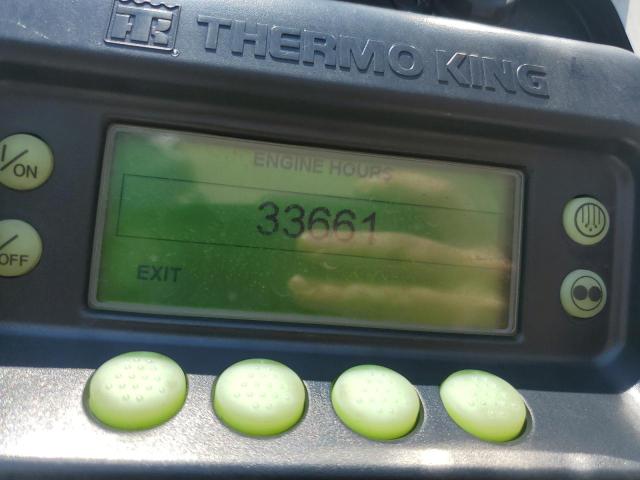 TK THERMO KING
I/ON
ENGINE HOURS
33661
/OFF
EXIT